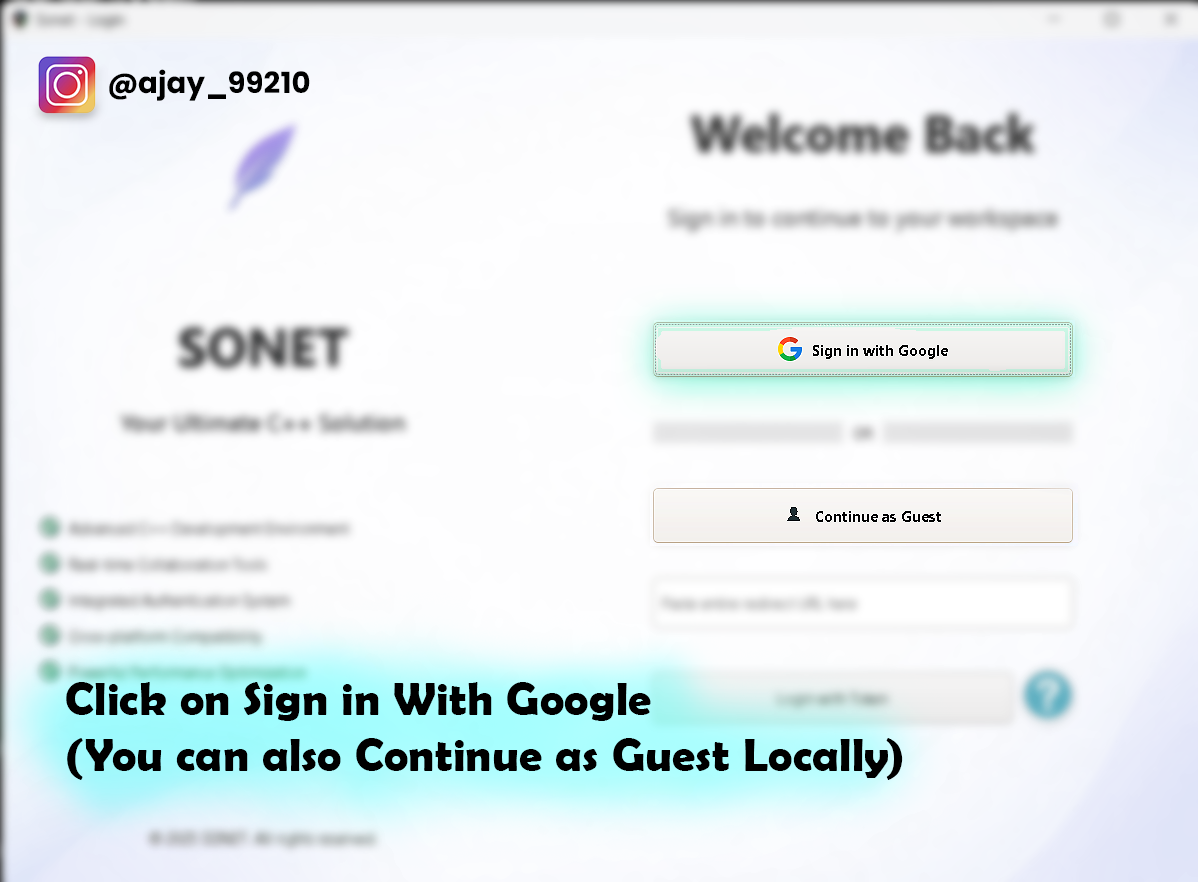 Sonet - Login
@ajay_99210
Welcome Back
Sign in to continue to your workspace
SONET
Your Ultimate C++ Solution
Sign in with Google
OR
Continue as Guest
Advanced C++ Development Environment
Real-time Collaboration Tools
Integrated Authentication System
Cross-platform Compatibility
Powerful Performance Optimization
Paste entire redirect URL here
Login with Token
?
Click on Sign in With Google
(You can also Continue as Guest Locally)
© 2025 SONET. All rights reserved.